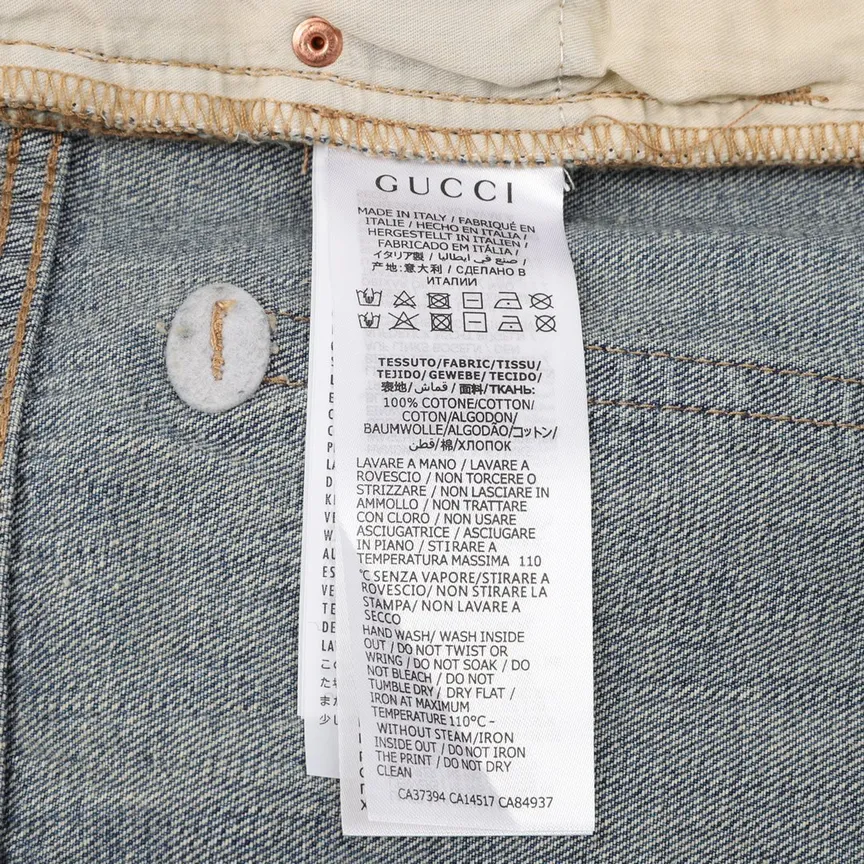 GUCCI
MADE IN ITALY / FABRIQUÉ EN
ITALIE / HECHO EN ITALIA /
HERGESTELLT IN ITALIEN /
FABRICADO EM ITÁLIA /
イタリア製 / صنع في ايطاليا /
产地:意大利 / СДЕЛАНО В
ИТАЛИИ
TESSUTO/FABRIC/TISSU/
TEJIDO/GEWEBE/TECIDO/
表地/قماش/面料/ТКАНЬ:
100% COTONE/COTTON/
COTON/ALGODON/
BAUMWOLLE/ALGODÃO/コットン/
قطن/棉/ХЛОПОК
LAVARE A MANO / LAVARE A
ROVESCIO / NON TORCERE O
STRIZZARE / NON LASCIARE IN
AMMOLLO / NON TRATTARE
CON CLORO / NON USARE
ASCIUGATRICE / ASCIUGARE
IN PIANO / STIRARE A
TEMPERATURA MASSIMA 110
°C SENZA VAPORE/STIRARE A
ROVESCIO/ NON STIRARE LA
STAMPA/ NON LAVARE A
SECCO
HAND WASH/ WASH INSIDE
OUT / DO NOT TWIST OR
WRING / DO NOT SOAK / DO
NOT BLEACH / DO NOT
TUMBLE DRY / DRY FLAT /
IRON AT MAXIMUM
TEMPERATURE 110°C -
WITHOUT STEAM/IRON
INSIDE OUT / DO NOT IRON
THE PRINT / DO NOT DRY
CLEAN
CA37394 CA14517 CA84937